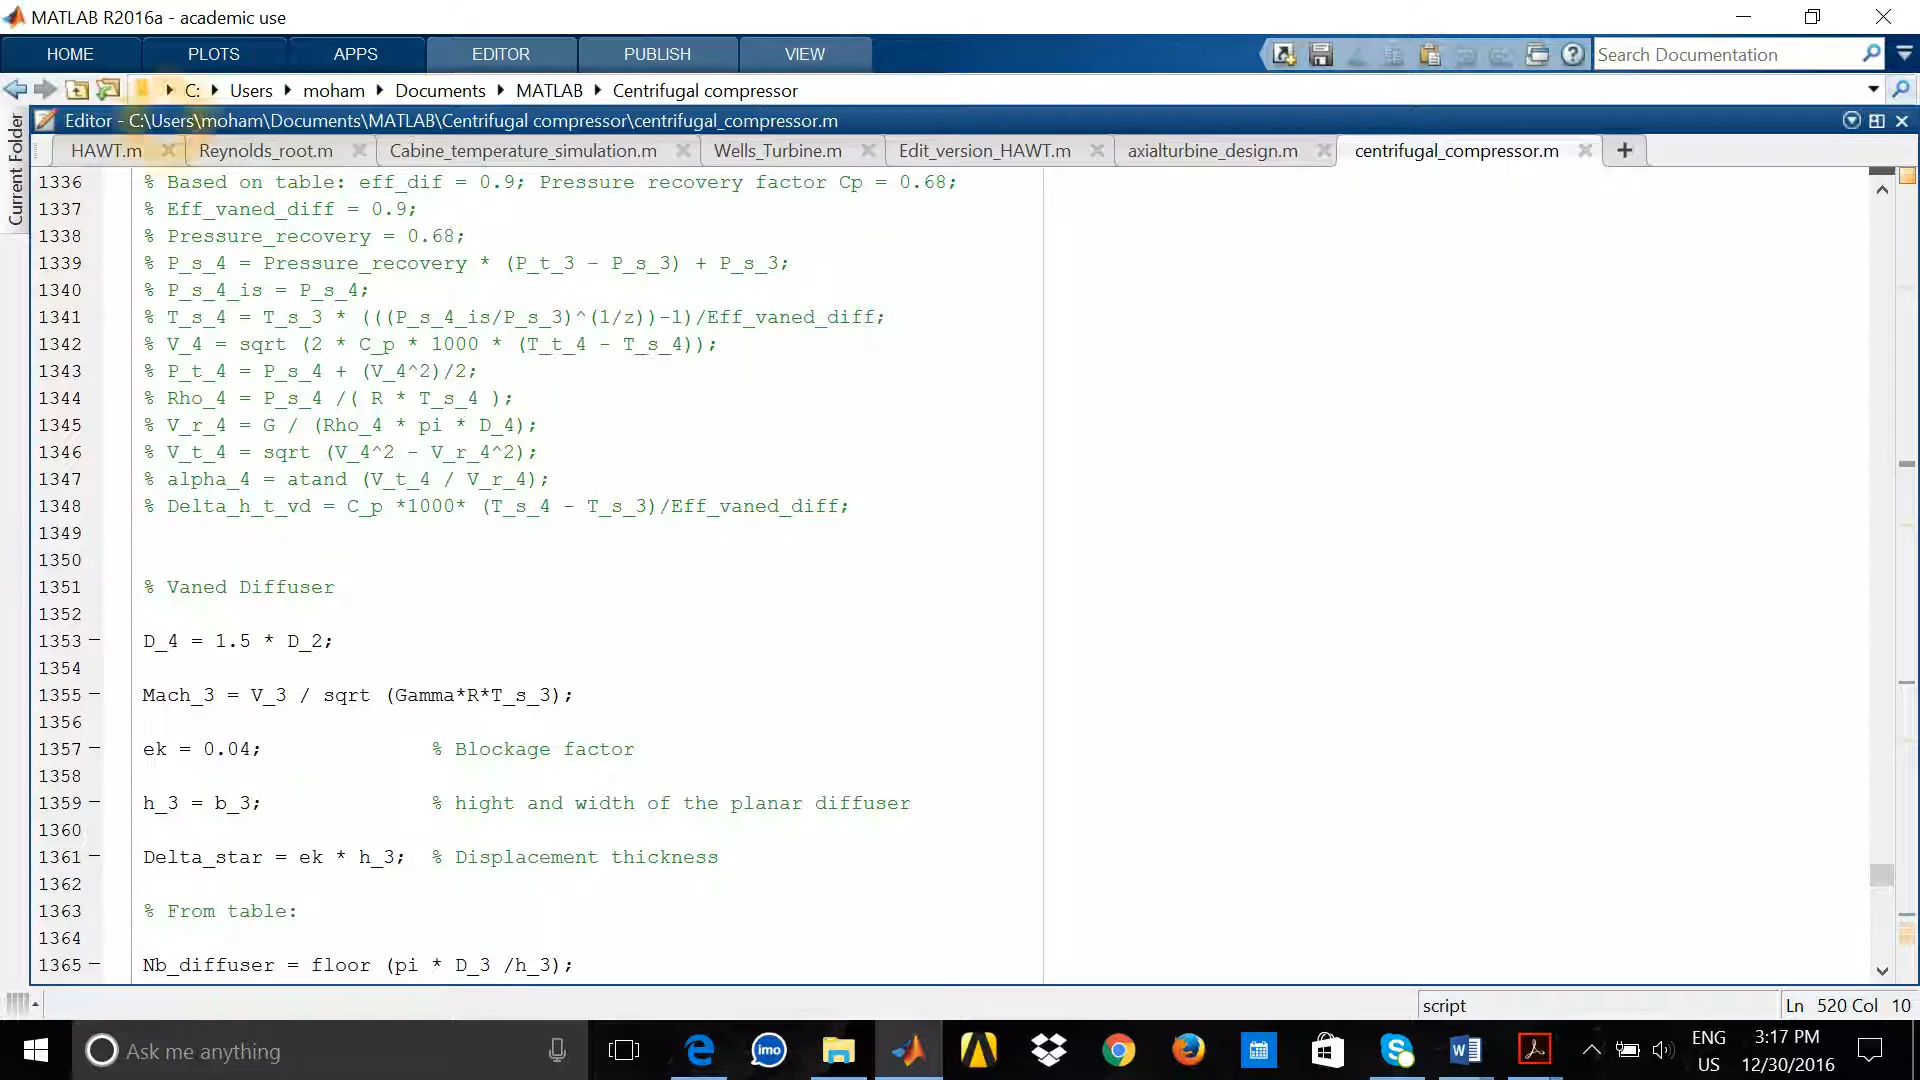 MATLAB R2016a - academic use
HOME PLOTS APPS EDITOR PUBLISH VIEW Search Documentation
C: Users moham Documents MATLAB Centrifugal compressor
Current Folder
Editor - C:\Users\moham\Documents\MATLAB\Centrifugal compressor\centrifugal_compressor.m
HAWT.m Reynolds_root.m Cabine_temperature_simulation.m Wells_Turbine.m Edit_version_HAWT.m axialturbine_design.m centrifugal_compressor.m
1336 % Based on table: eff_dif = 0.9; Pressure recovery factor Cp = 0.68;
1337 % Eff_vaned_diff = 0.9;
1338 % Pressure_recovery = 0.68;
1339 % P_s_4 = Pressure_recovery * (P_t_3 - P_s_3) + P_s_3;
1340 % P_s_4_is = P_s_4;
1341 % T_s_4 = T_s_3 * (((P_s_4_is/P_s_3)^(1/z))-1)/Eff_vaned_diff;
1342 % V_4 = sqrt (2 * C_p * 1000 * (T_t_4 - T_s_4));
1343 % P_t_4 = P_s_4 + (V_4^2)/2;
1344 % Rho_4 = P_s_4 /( R * T_s_4 );
1345 % V_r_4 = G / (Rho_4 * pi * D_4);
1346 % V_t_4 = sqrt (V_4^2 - V_r_4^2);
1347 % alpha_4 = atand (V_t_4 / V_r_4);
1348 % Delta_h_t_vd = C_p *1000* (T_s_4 - T_s_3)/Eff_vaned_diff;
1349
1350
1351 % Vaned Diffuser
1352
1353 - D_4 = 1.5 * D_2;
1354
1355 - Mach_3 = V_3 / sqrt (Gamma*R*T_s_3);
1356
1357 - ek = 0.04; % Blockage factor
1358
1359 - h_3 = b_3; % hight and width of the planar diffuser
1360
1361 - Delta_star = ek * h_3; % Displacement thickness
1362
1363 % From table:
1364
1365 - Nb_diffuser = floor (pi * D_3 /h_3);
script Ln 520 Col 10
Ask me anything imo ENG US 3:17 PM 12/30/2016